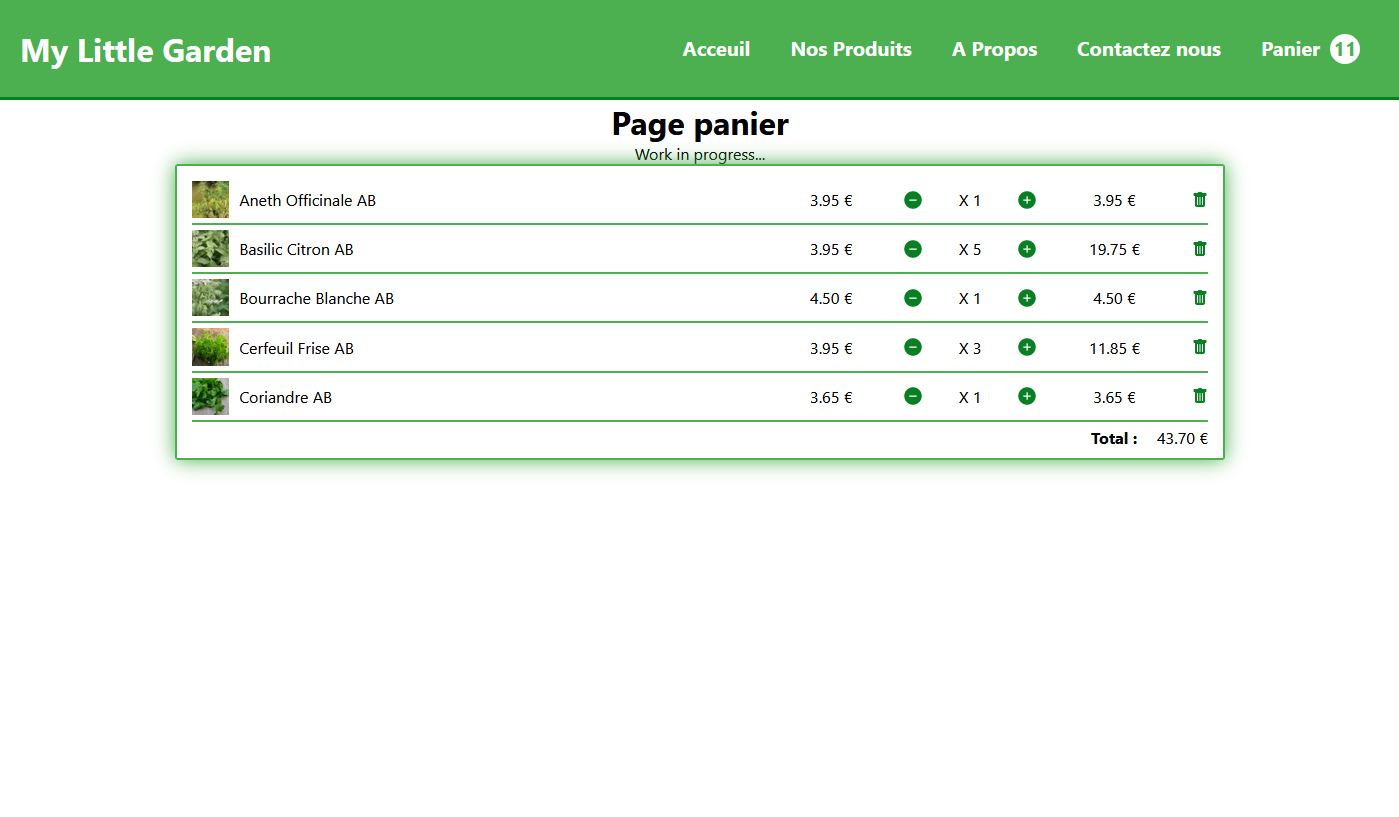 My Little Garden Acceuil Nos Produits A Propos Contactez nous Panier 11
Page panier
Work in progress...
Aneth Officinale AB 3.95 € X 1 3.95 €
Basilic Citron AB 3.95 € X 5 19.75 €
Bourrache Blanche AB 4.50 € X 1 4.50 €
Cerfeuil Frise AB 3.95 € X 3 11.85 €
Coriandre AB 3.65 € X 1 3.65 €
Total : 43.70 €